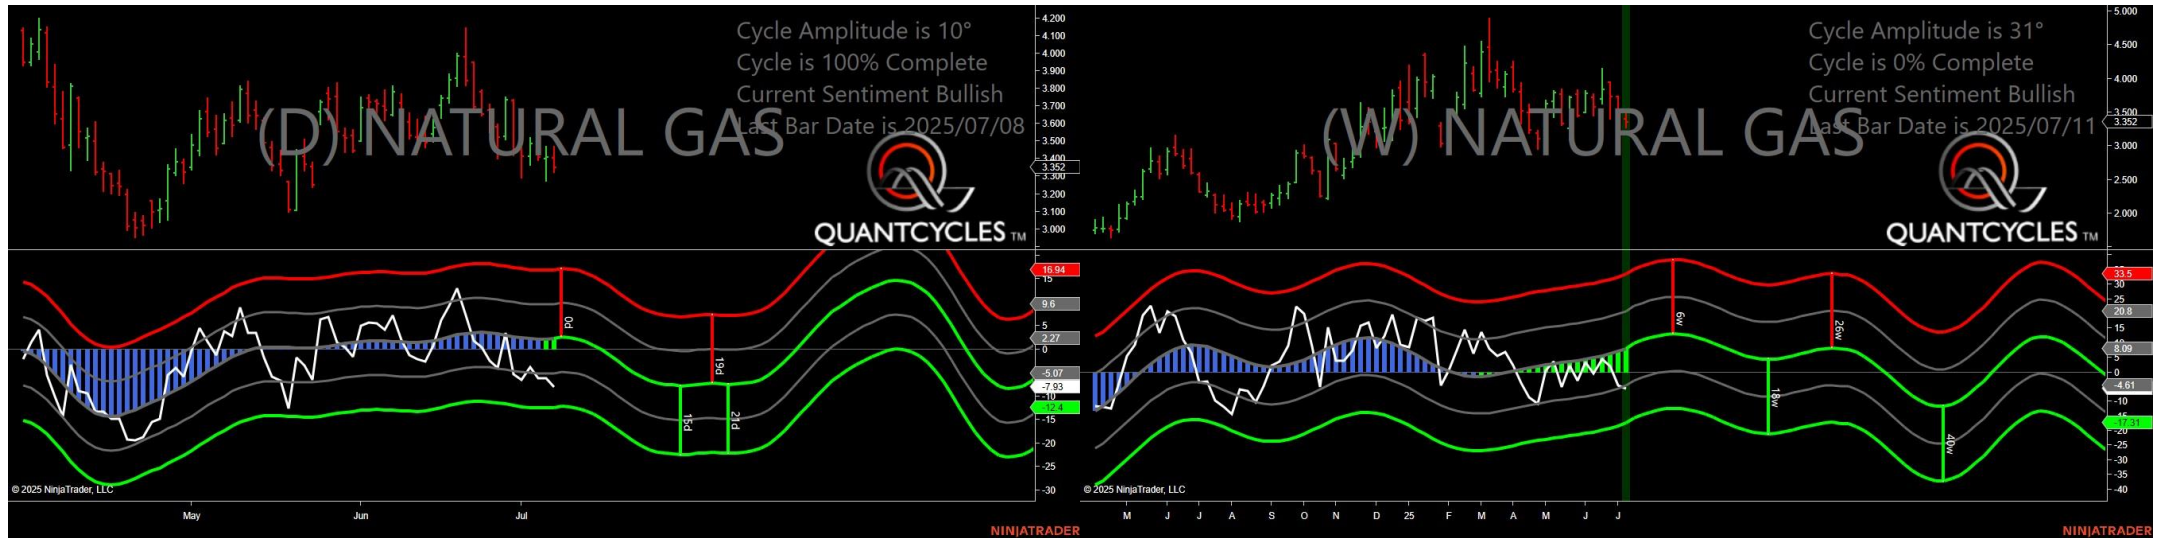 Cycle Amplitude is 10°
Cycle is 100% Complete
Current Sentiment Bullish
Last Bar Date is 2025/07/08
(D) NATURAL GAS
QUANTCYCLES TM
4.200
4.100
4.000
3.900
3.800
3.700
3.600
3.500
3.400
3.352
3.300
3.200
3.100
3.000
16.94
15
9.6
5
2.27
0
-5.07
-7.93
-10
-12.4
-15
-20
-25
-30
0d
19d
15d
21d
© 2025 NinjaTrader, LLC
May Jun Jul
NINJATRADER
Cycle Amplitude is 31°
Cycle is 0% Complete
Current Sentiment Bullish
Last Bar Date is 2025/07/11
(W) NATURAL GAS
QUANTCYCLES TM
5.000
4.500
4.000
3.500
3.352
3.000
2.500
2.000
33.5
30
25
20.8
15
8.09
5
0
-4.61
-10
-17.31
-20
-25
-30
-35
-40
6w
26w
18w
40w
© 2025 NinjaTrader, LLC
M J J A S O N D 25 F M A M J J
NINJATRADER